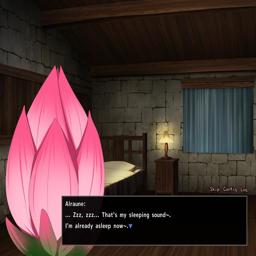 Skip Config Log
Alraune:
... Zzz, zzz... That's my sleeping sound~.
I'm already asleep now~.